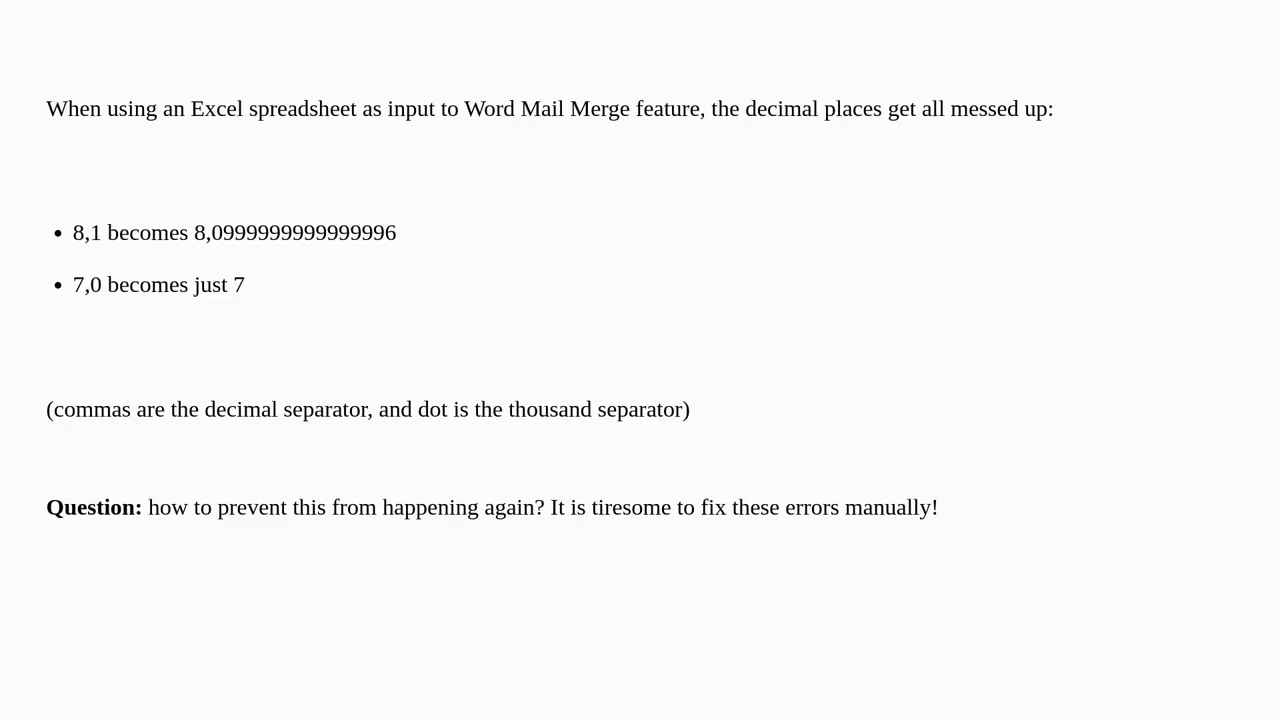 When using an Excel spreadsheet as input to Word Mail Merge feature, the decimal places get all messed up:
• 8,1 becomes 8,0999999999999996
• 7,0 becomes just 7
(commas are the decimal separator, and dot is the thousand separator)
Question: how to prevent this from happening again? It is tiresome to fix these errors manually!